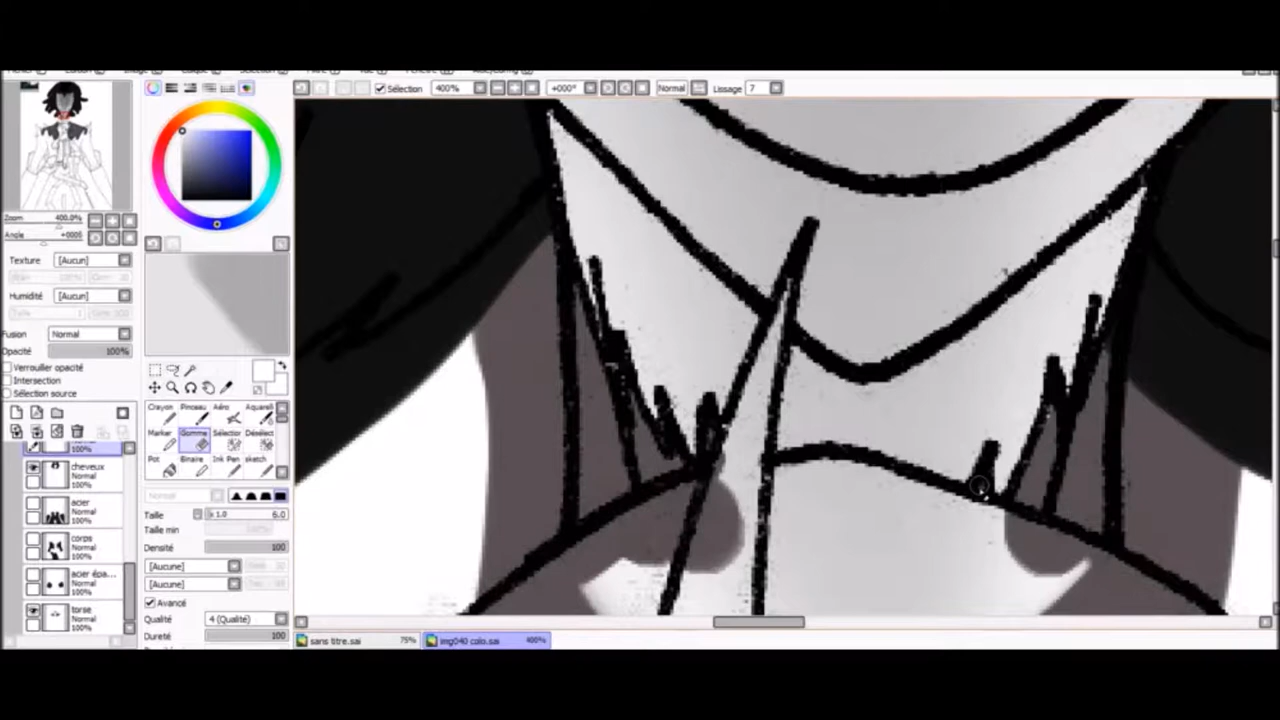 Sélection
400%
+000°
Normal
Lissage 7
Zoom 400.0%
Angle +0000
Texture [Aucun]
Humidité [Aucun]
Fusion Normal
Opacité 100%
Verrouiller opacité
Intersection
Sélection source
100%
cheveux
Normal
100%
acier
Normal
100%
corps
Normal
100%
acier épa...
Normal
100%
torse
Normal
100%
Crayon Pinceau Aéro Aquarel
Marker Gomme Sélection Désélect
Pot Binaire Ink Pen sketch
Normal
Taille x 1.0 6.0
Taille min
Densité 100
[Aucune]
[Aucune]
Avancé
Qualité 4 (Qualité)
Dureté 100
sans titre.sai 75%
img040 colo.sai 400%